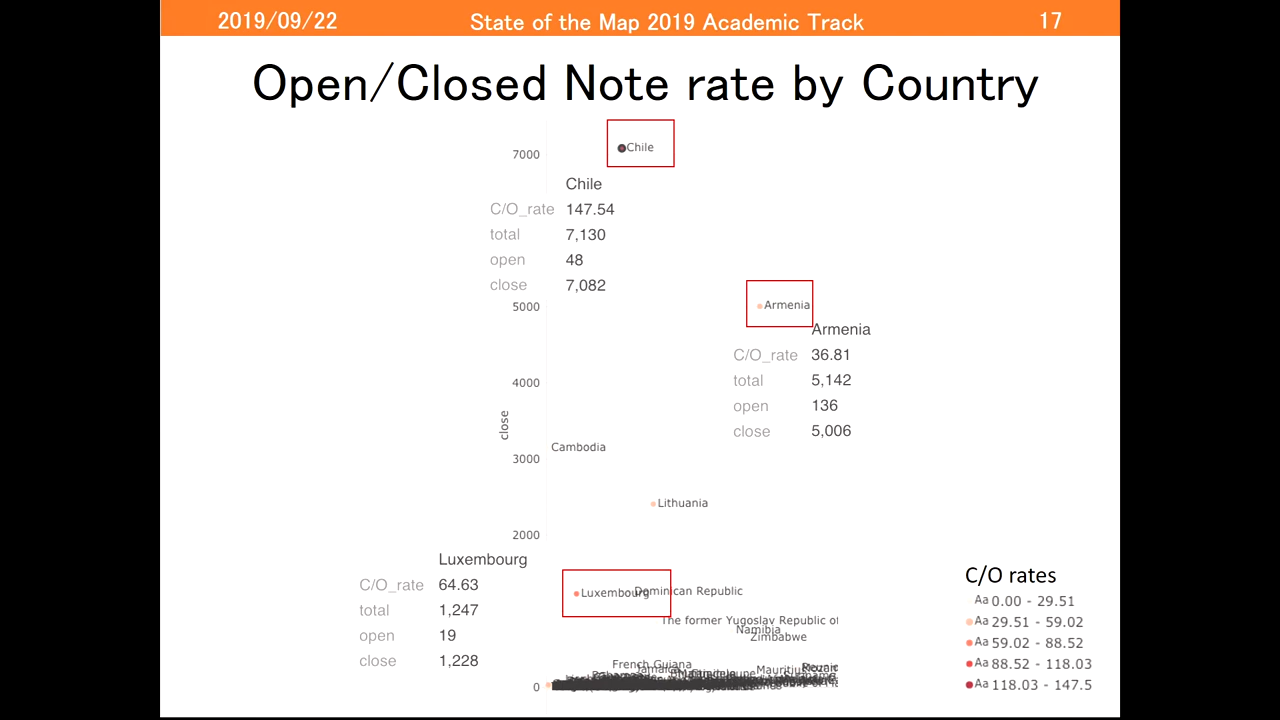 2019/09/22 State of the Map 2019 Academic Track 17
Open/Closed Note rate by Country
Chile
7000
Chile
C/O_rate 147.54
total 7,130
open 48
close 7,082
5000
Armenia
Armenia
C/O_rate 36.81
total 5,142
open 136
close 5,006
4000
close
Cambodia
3000
Lithuania
2000
Luxembourg
C/O_rate 64.63
total 1,247
open 19
close 1,228
Luxembourg
Dominican Republic
The former Yugoslav Republic of
Namibia
Zimbabwe
French Guiana
Jamaica
0
C/O rates
Aa 0.00 - 29.51
Aa 29.51 - 59.02
Aa 59.02 - 88.52
Aa 88.52 - 118.03
Aa 118.03 - 147.5